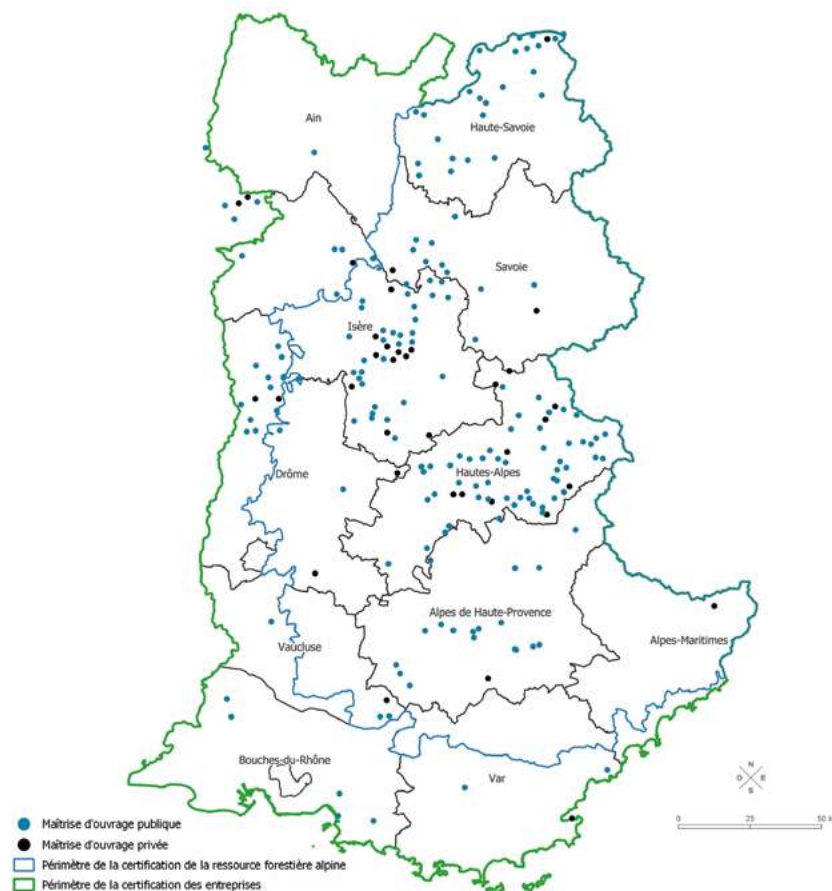 Ain
Haute-Savoie
Savoie
Isère
Drôme
Hautes-Alpes
Alpes de Haute-Provence
Vaucluse
Alpes-Maritimes
Bouches-du-Rhône
Var
N
O E
S
0 25 50 k
Maîtrise d'ouvrage publique
Maîtrise d'ouvrage privée
Périmètre de la certification de la ressource forestière alpine
Périmètre de la certification des entreprises